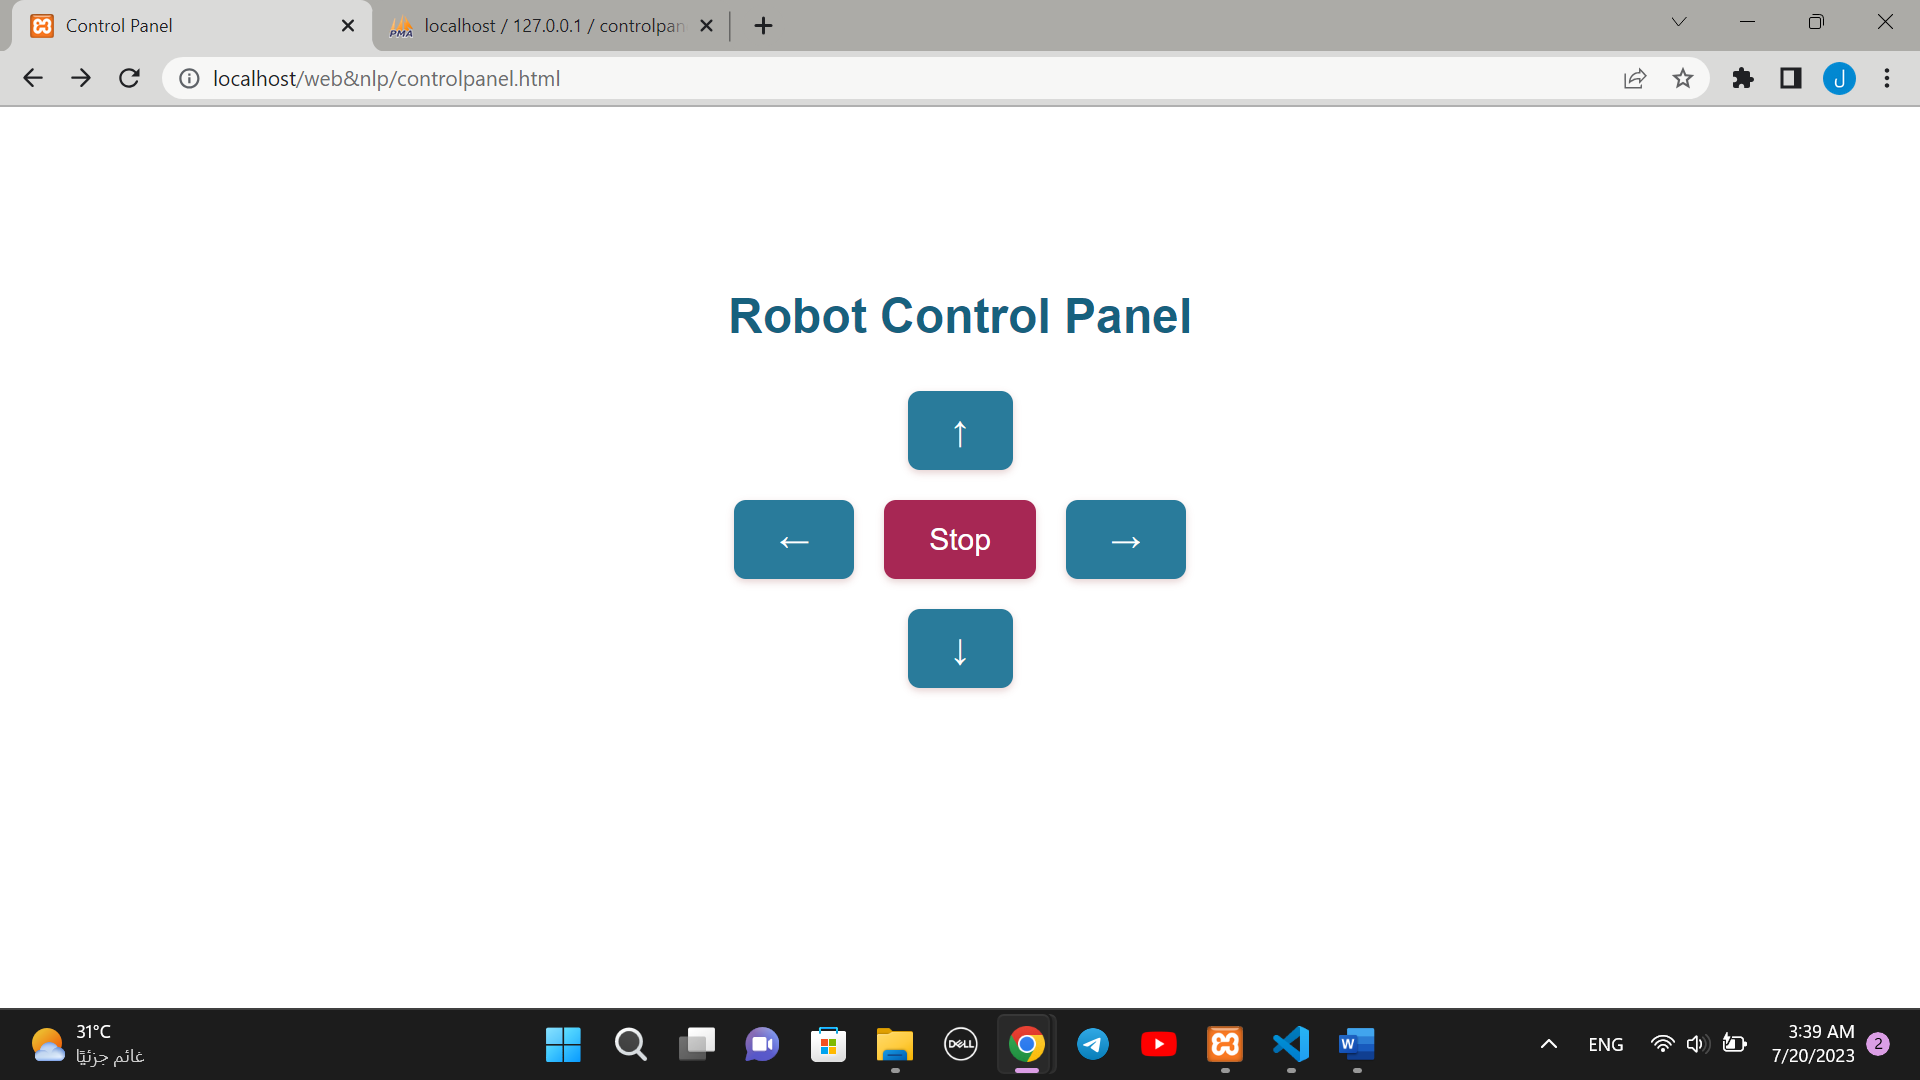 Control Panel
localhost / 127.0.0.1 / controlpan
localhost/web&nlp/controlpanel.html
J
Robot Control Panel
↑
← Stop →
↓
31°C
غائم جزئيًا
DELL
W
ENG
3:39 AM
7/20/2023
2